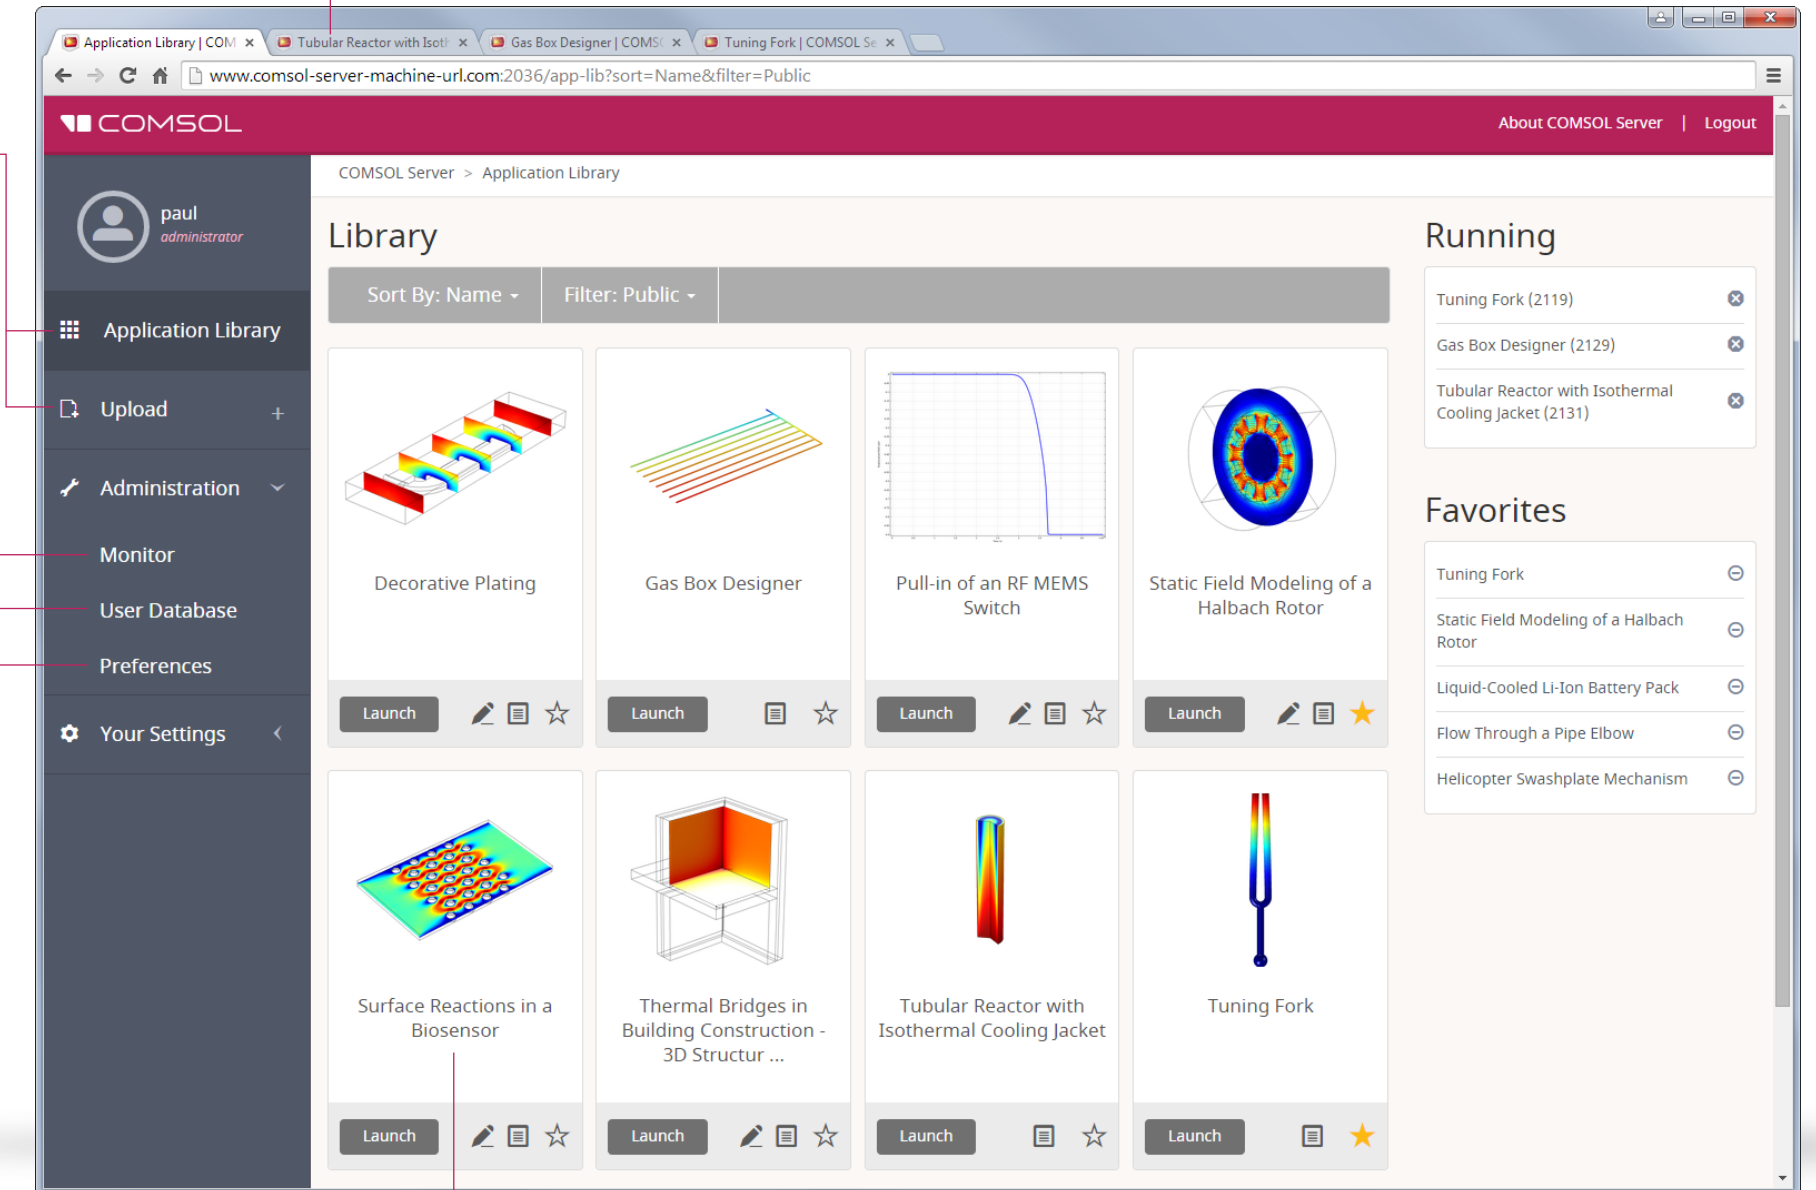 Application Library | COM
Tubular Reactor with Isoth
Gas Box Designer | COMS
Tuning Fork | COMSOL Se
www.comsol-server-machine-url.com:2036/app-lib?sort=Name&filter=Public
COMSOL
About COMSOL Server | Logout
paul
administrator
Application Library
Upload
Administration
Monitor
User Database
Preferences
Your Settings
COMSOL Server > Application Library
Library
Sort By: Name
Filter: Public
Decorative Plating
Launch
Gas Box Designer
Launch
Pull-in of an RF MEMS
Switch
Launch
Static Field Modeling of a
Halbach Rotor
Launch
Surface Reactions in a
Biosensor
Launch
Thermal Bridges in
Building Construction -
3D Structur ...
Launch
Tubular Reactor with
Isothermal Cooling Jacket
Launch
Tuning Fork
Launch
Running
Tuning Fork (2119)
Gas Box Designer (2129)
Tubular Reactor with Isothermal
Cooling Jacket (2131)
Favorites
Tuning Fork
Static Field Modeling of a Halbach
Rotor
Liquid-Cooled Li-Ion Battery Pack
Flow Through a Pipe Elbow
Helicopter Swashplate Mechanism